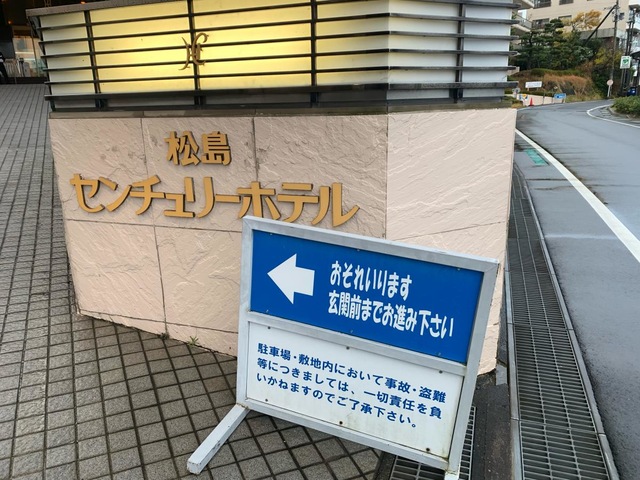 松島
センチュリーホテル
おそれいります
玄関前までお進み下さい
駐車場・敷地内において事故・盗難
等につきましては、一切責任を負
いかねますのでご了承下さい。